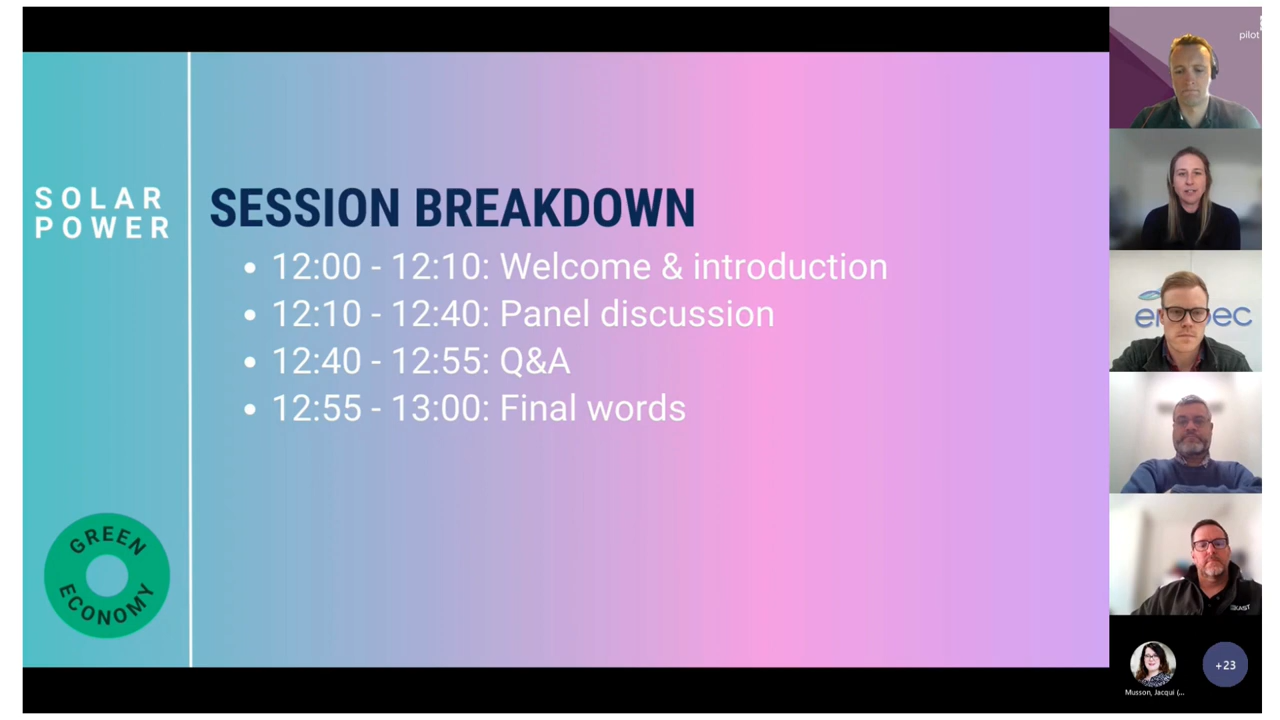 SOLAR
POWER
SESSION BREAKDOWN
• 12:00 - 12:10: Welcome & introduction
• 12:10 - 12:40: Panel discussion
• 12:40 - 12:55: Q&A
• 12:55 - 13:00: Final words
GREEN
ECONOMY
pilot
Musson, Jacqui (...
+23